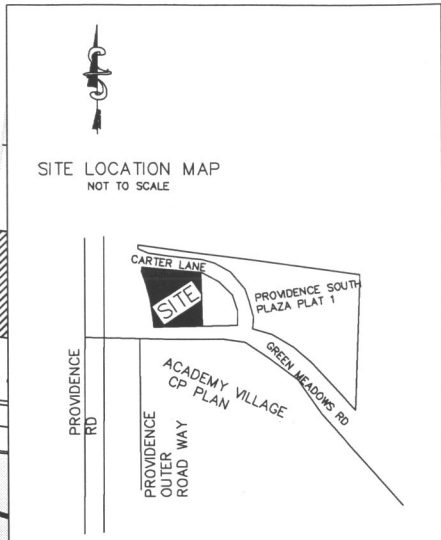 SITE LOCATION MAP
NOT TO SCALE
CARTER LANE
SITE
PROVIDENCE SOUTH
PLAZA PLAT 1
GREEN MEADOWS RD
ACADEMY VILLAGE
CP PLAN
PROVIDENCE
RD
PROVIDENCE
OUTER
ROAD WAY